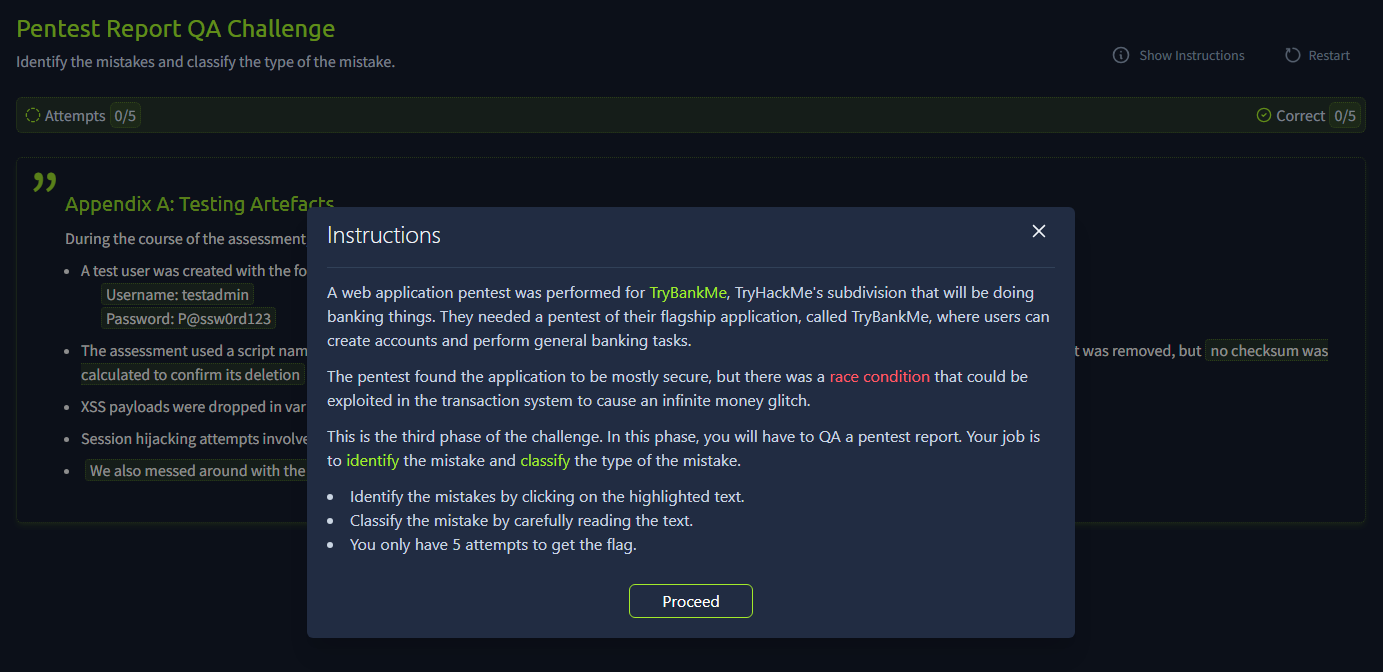 Pentest Report QA Challenge
Identify the mistakes and classify the type of the mistake.
Show Instructions
Restart
Attempts 0/5
Correct 0/5
Appendix A: Testing Artefacts
During the course of the assessment
A test user was created with the fo
Username: testadmin
Password: P@ssw0rd123
The assessment used a script nam
t was removed, but no checksum was
calculated to confirm its deletion
XSS payloads were dropped in var
Session hijacking attempts involve
We also messed around with the
Instructions
A web application pentest was performed for TryBankMe, TryHackMe's subdivision that will be doing
banking things. They needed a pentest of their flagship application, called TryBankMe, where users can
create accounts and perform general banking tasks.
The pentest found the application to be mostly secure, but there was a race condition that could be
exploited in the transaction system to cause an infinite money glitch.
This is the third phase of the challenge. In this phase, you will have to QA a pentest report. Your job is
to identify the mistake and classify the type of the mistake.
Identify the mistakes by clicking on the highlighted text.
Classify the mistake by carefully reading the text.
You only have 5 attempts to get the flag.
Proceed